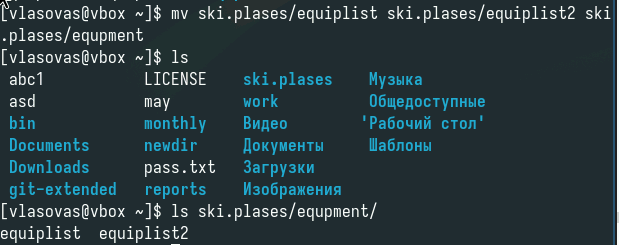 [vlasovas@vbox ~]$ mv ski.plases/equiplist ski.plases/equiplist2 ski
.plases/equpment
[vlasovas@vbox ~]$ ls
abc1 LICENSE ski.plases Музыка
asd may work Общедоступные
bin monthly Видео 'Рабочий стол'
Documents newdir Документы Шаблоны
Downloads pass.txt Загрузки
git-extended reports Изображения
[vlasovas@vbox ~]$ ls ski.plases/equpment/
equiplist equiplist2